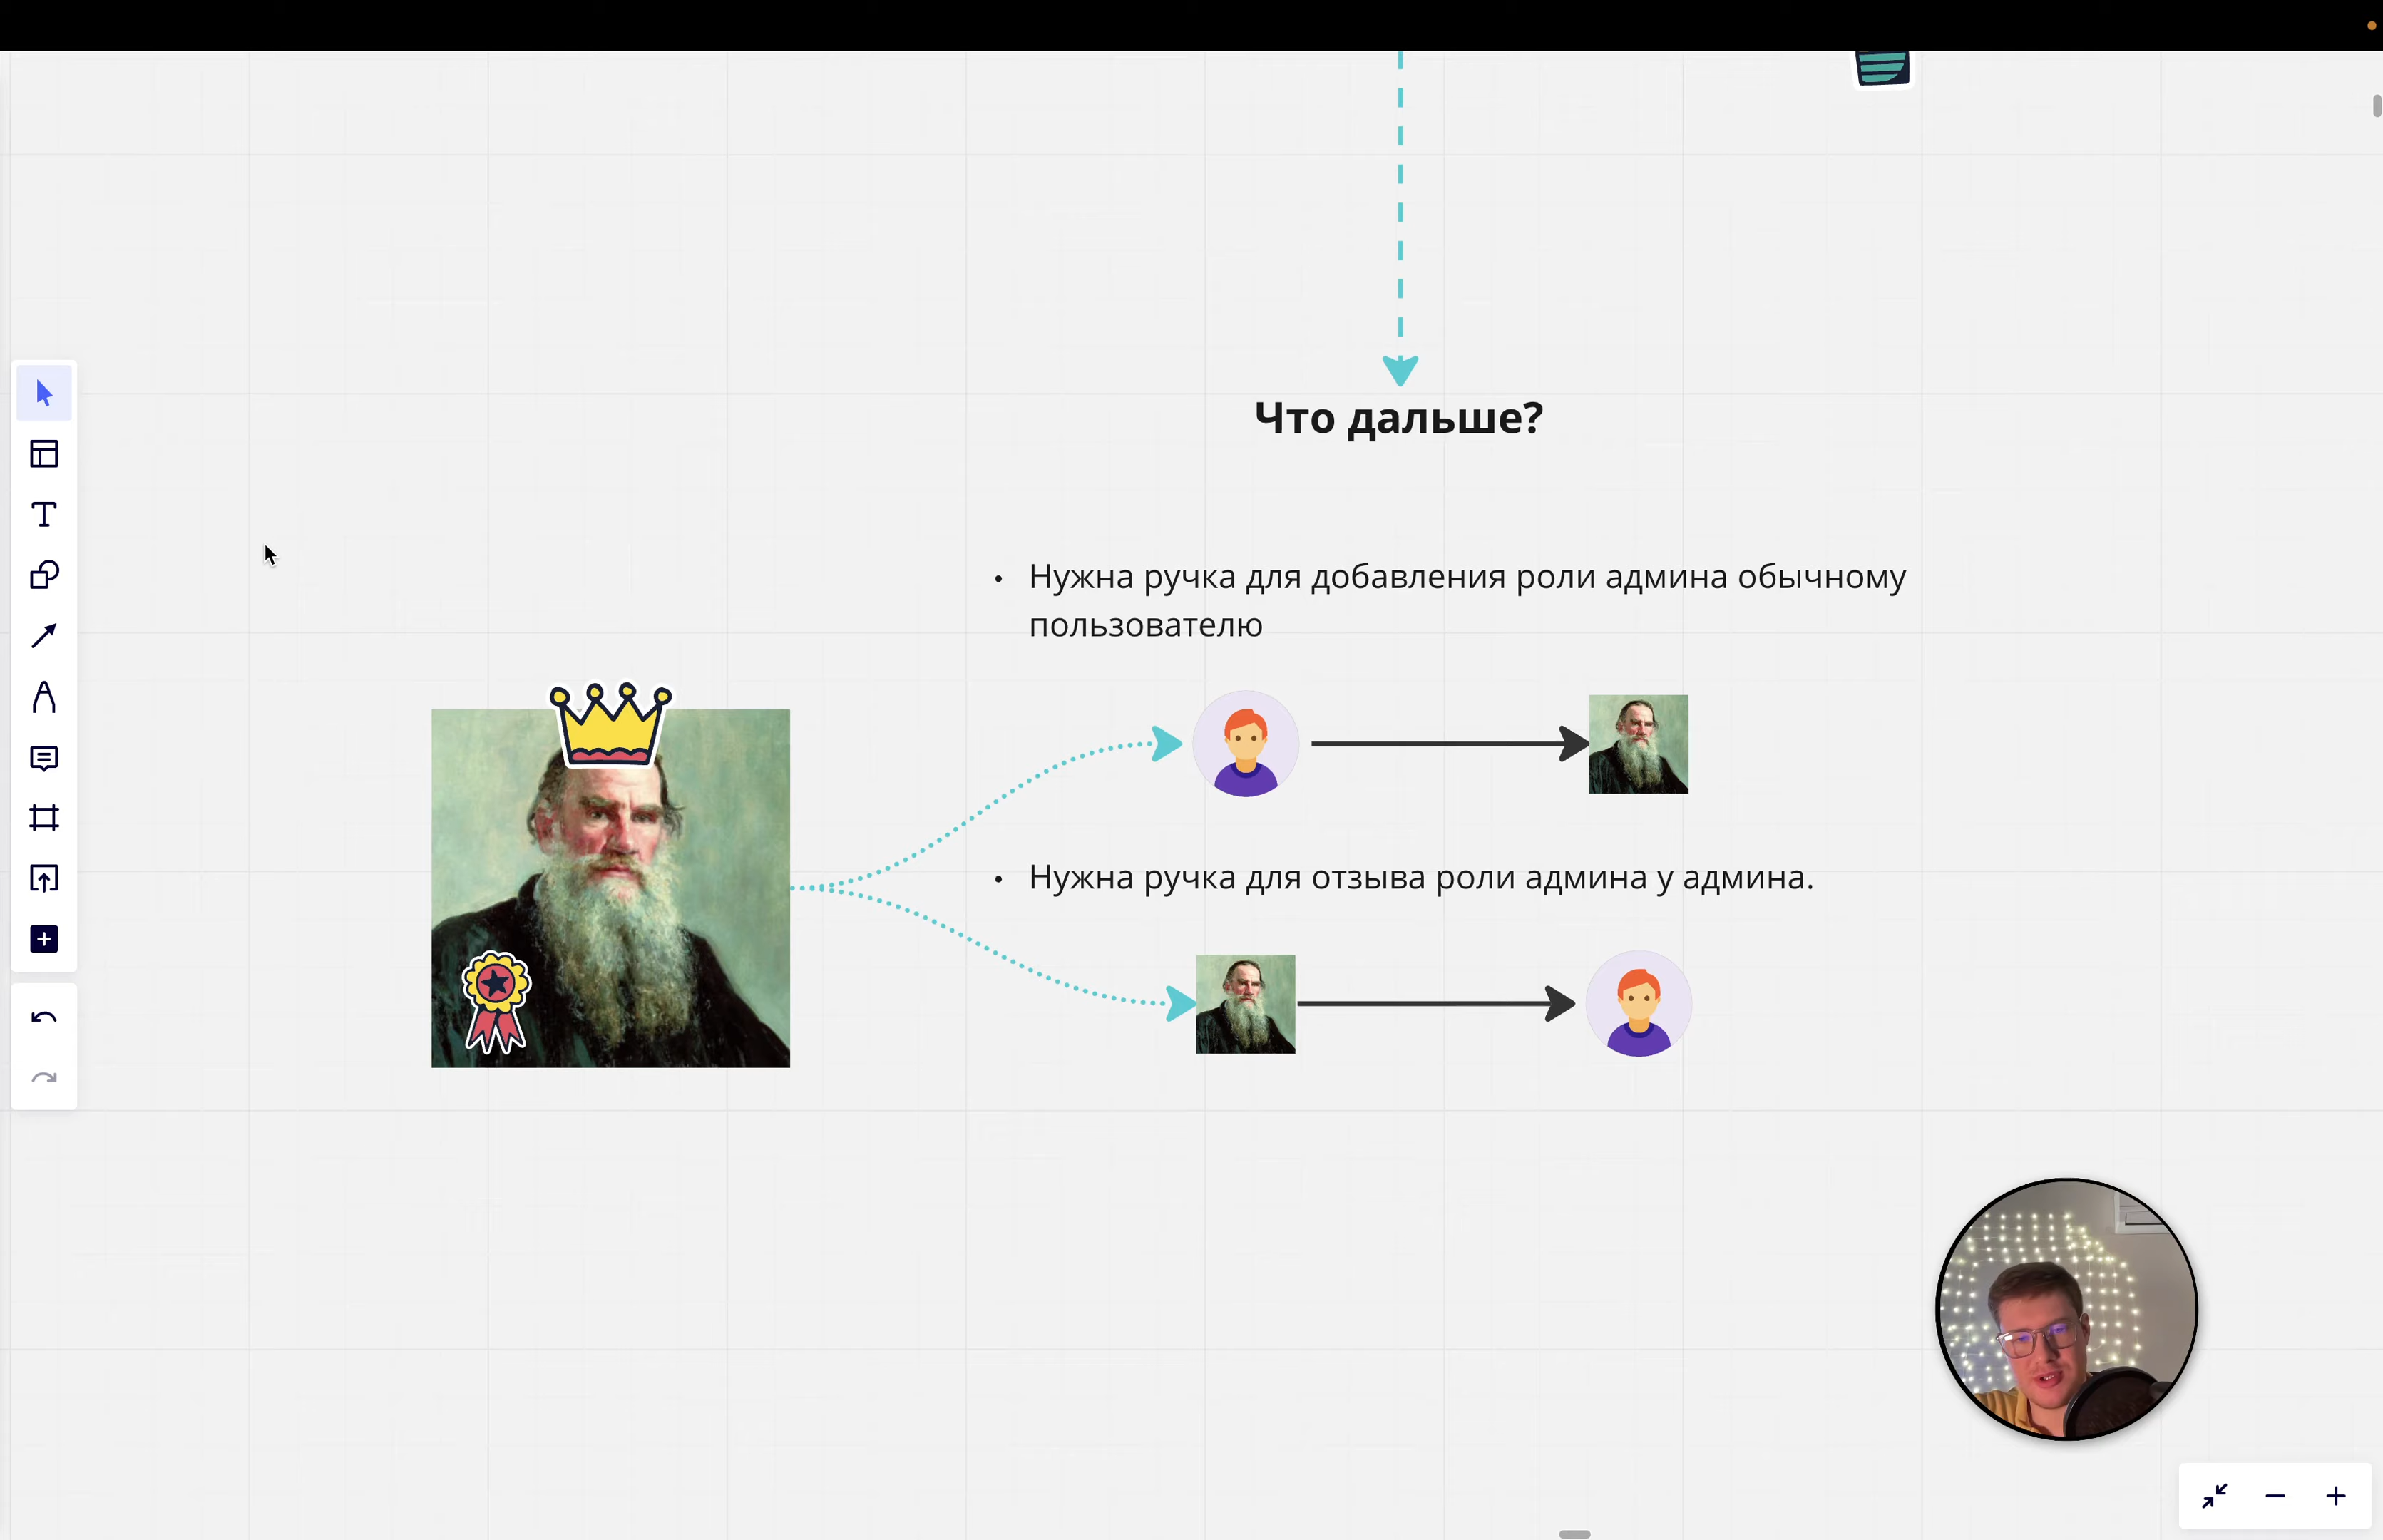 Что дальше?
• Нужна ручка для добавления роли админа обычному
пользователю
• Нужна ручка для отзыва роли админа у админа.